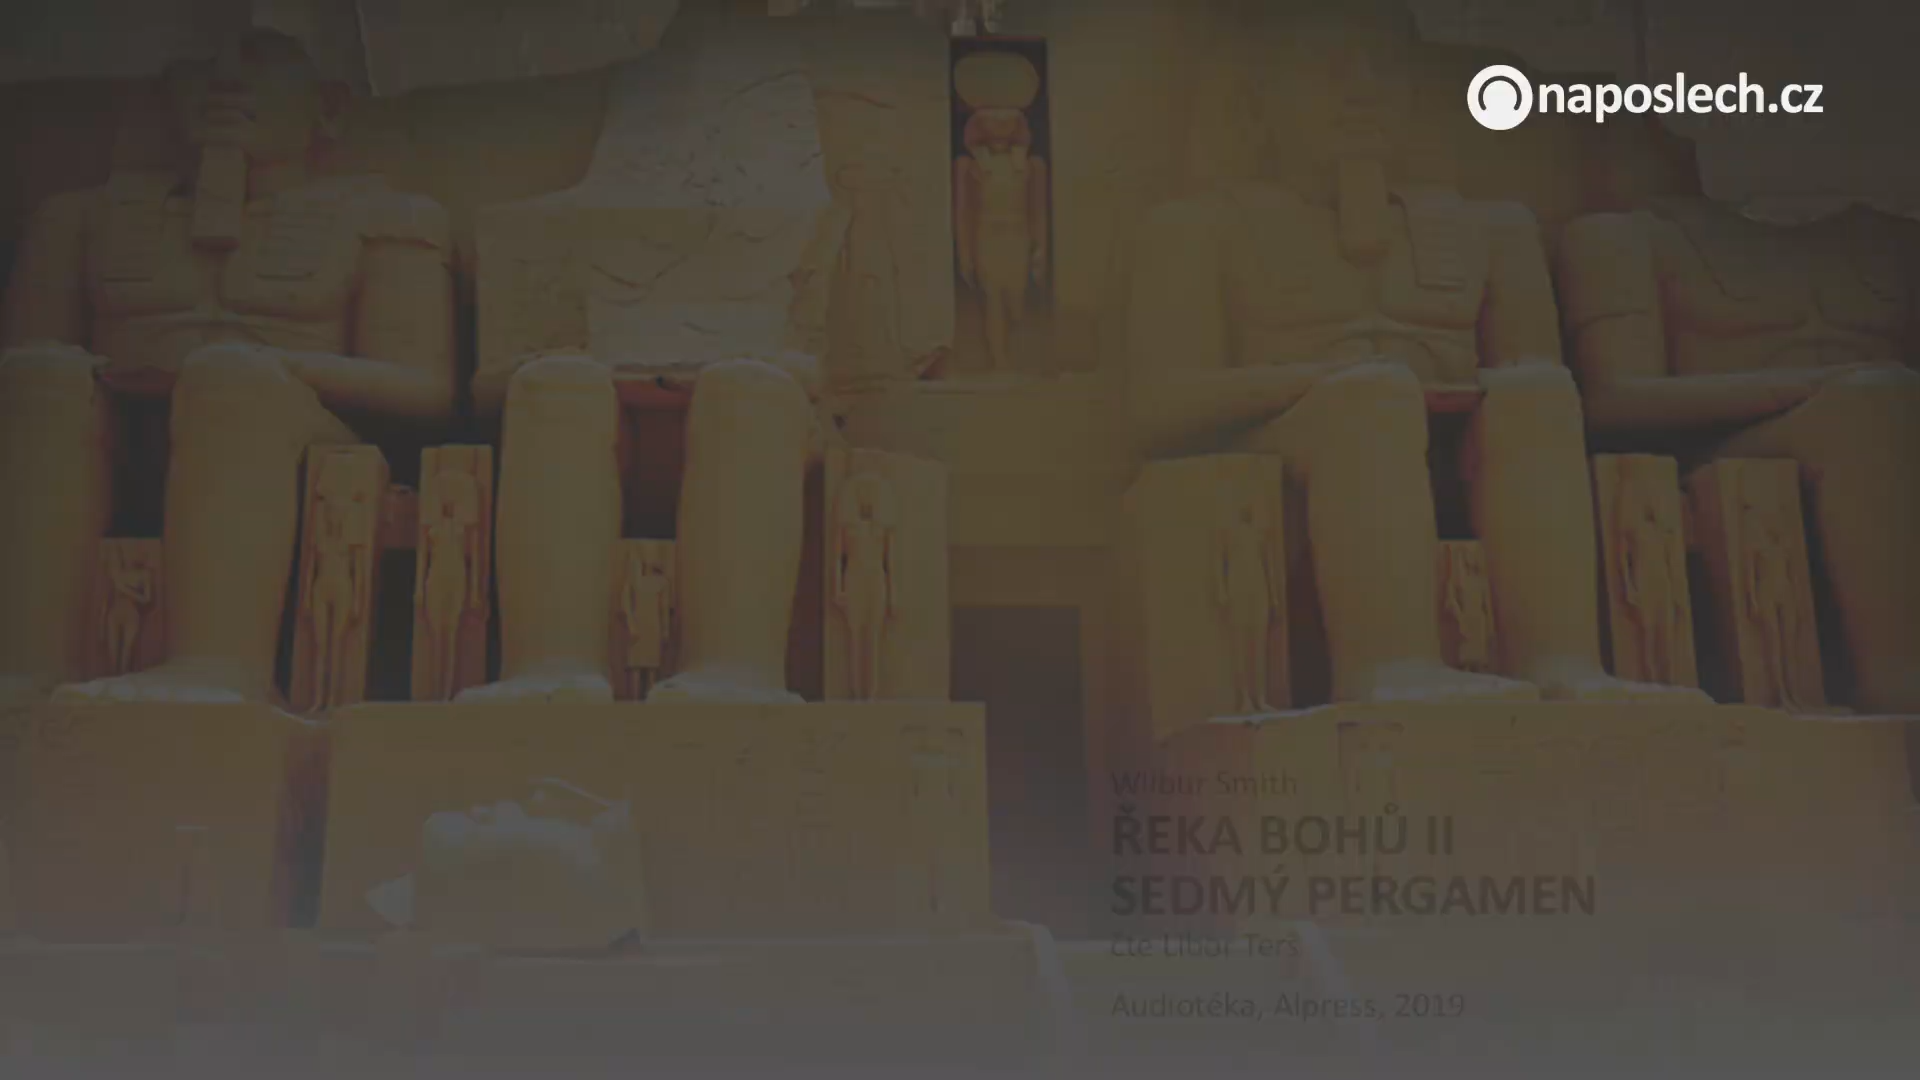 naposlech.cz
Wilbur Smith
ŘEKA BOHŮ II
SEDMÝ PERGAMEN
čte Libor Terš
Audiotéka, Alpress, 2019